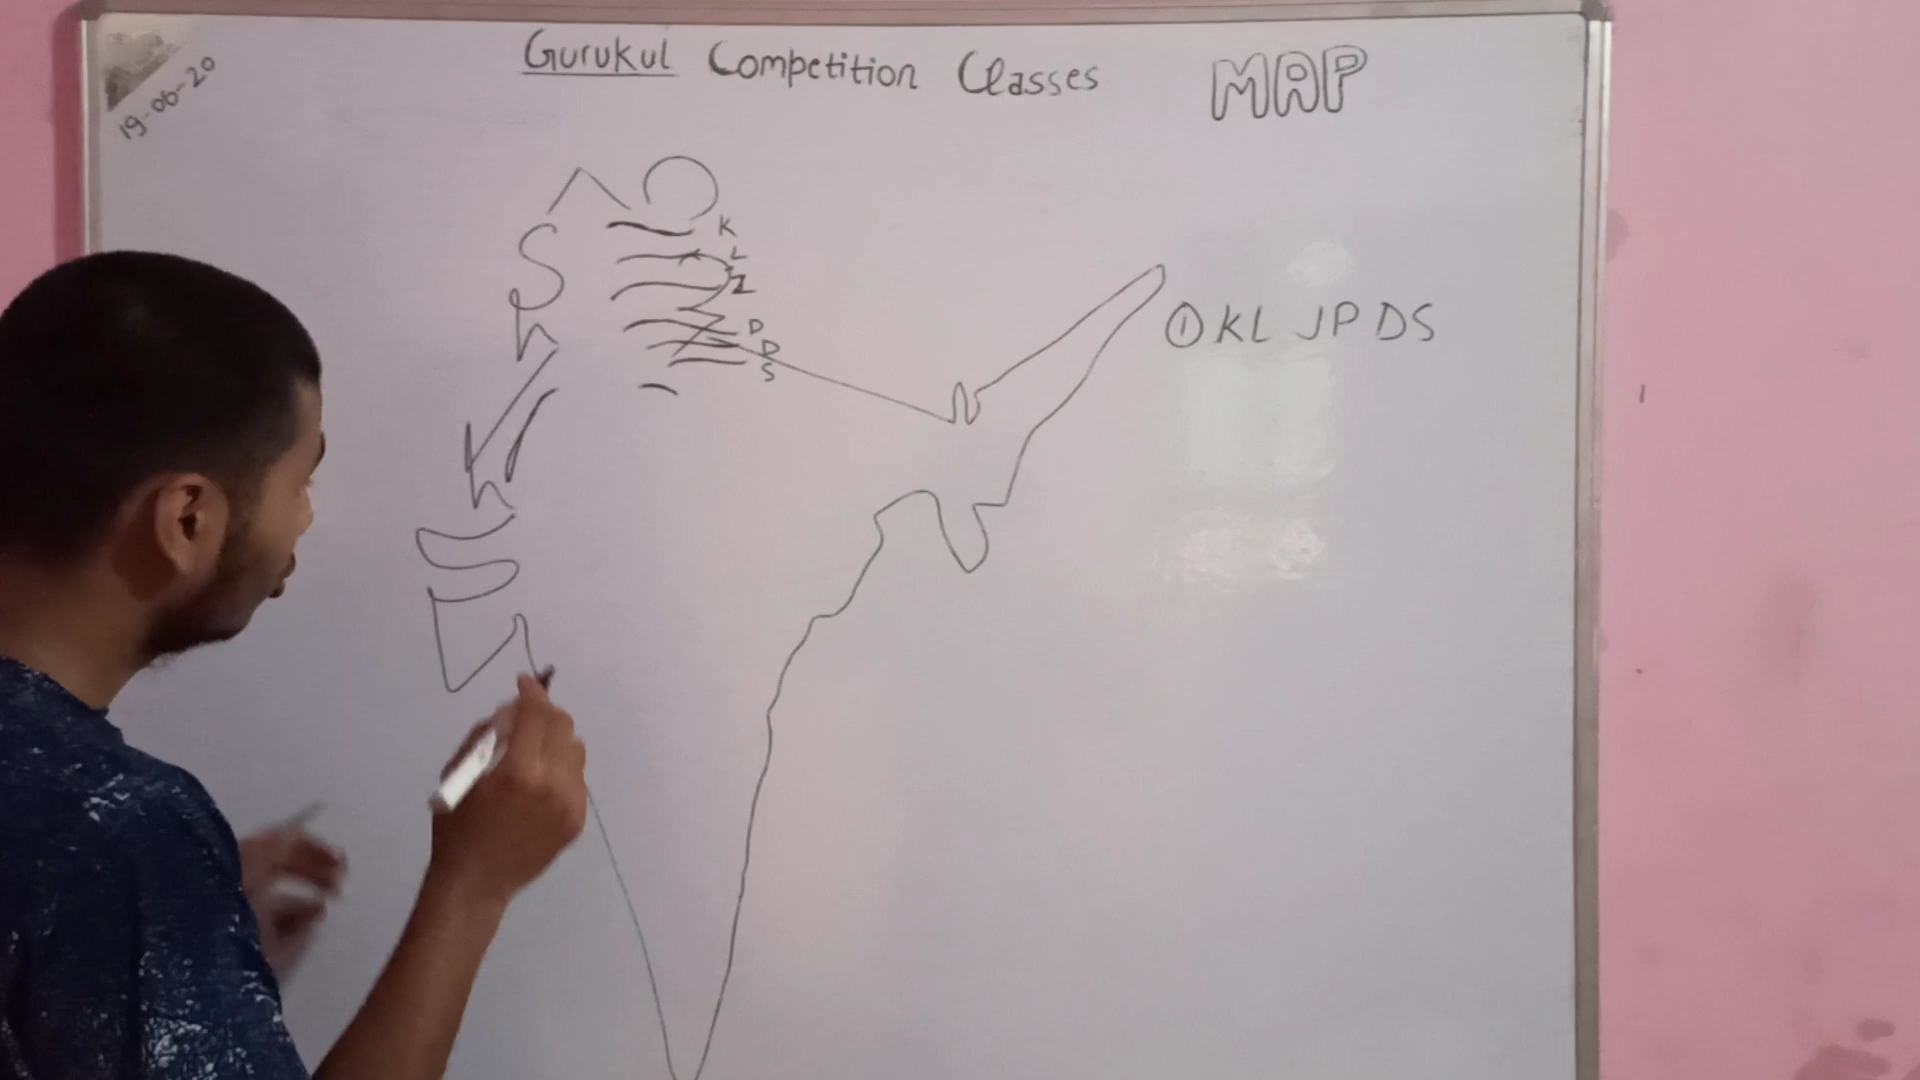 19-06-20
Gurukul Competition Classes MAP
K
L
Z
P
D
S
① KL JPDS